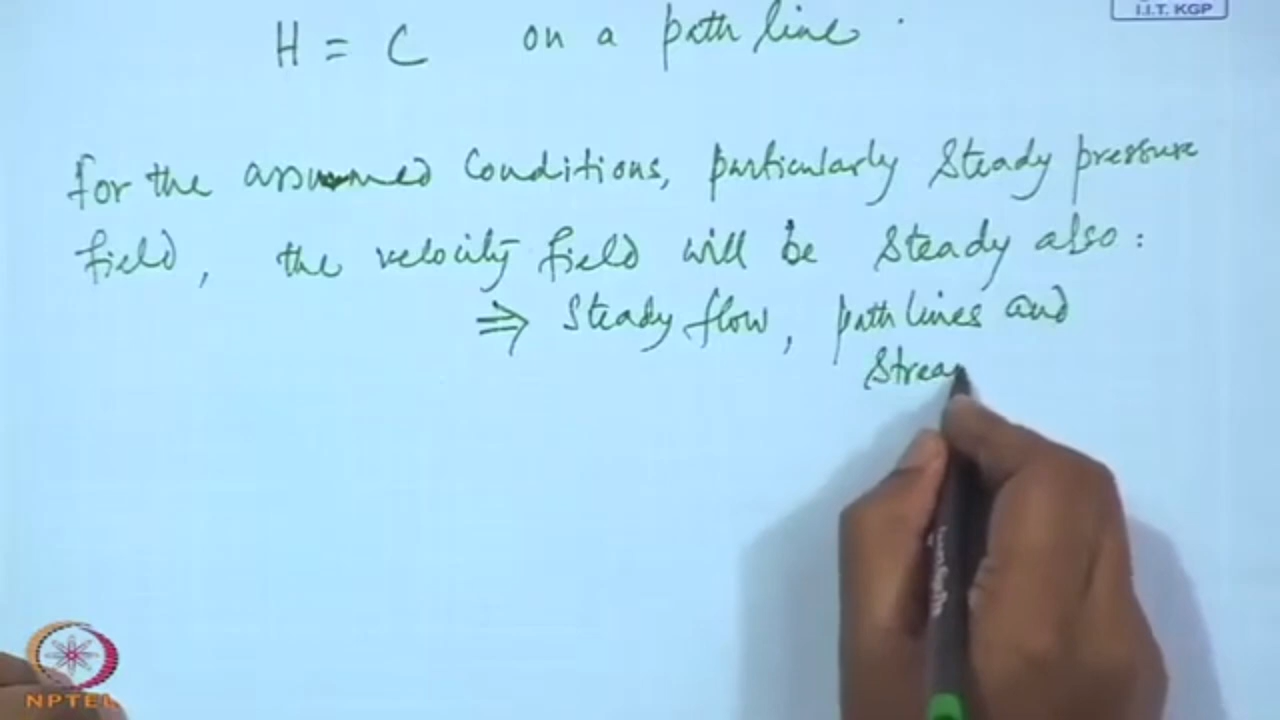 I.I.T. KGP
H = C on a path line.
for the assumed Conditions, particularly Steady pressure
field, the velocity field will be Steady also:
⇒ Steady flow, path lines and
Strea
NPTEL